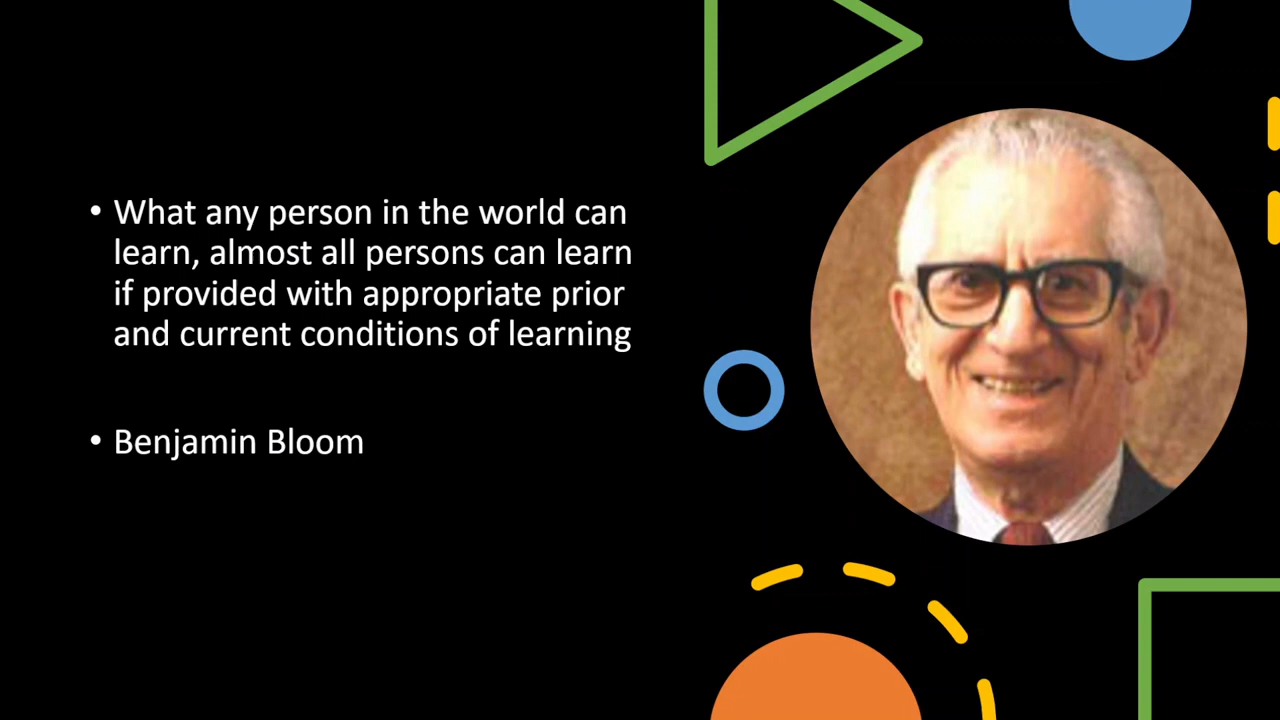 • What any person in the world can
learn, almost all persons can learn
if provided with appropriate prior
and current conditions of learning
• Benjamin Bloom